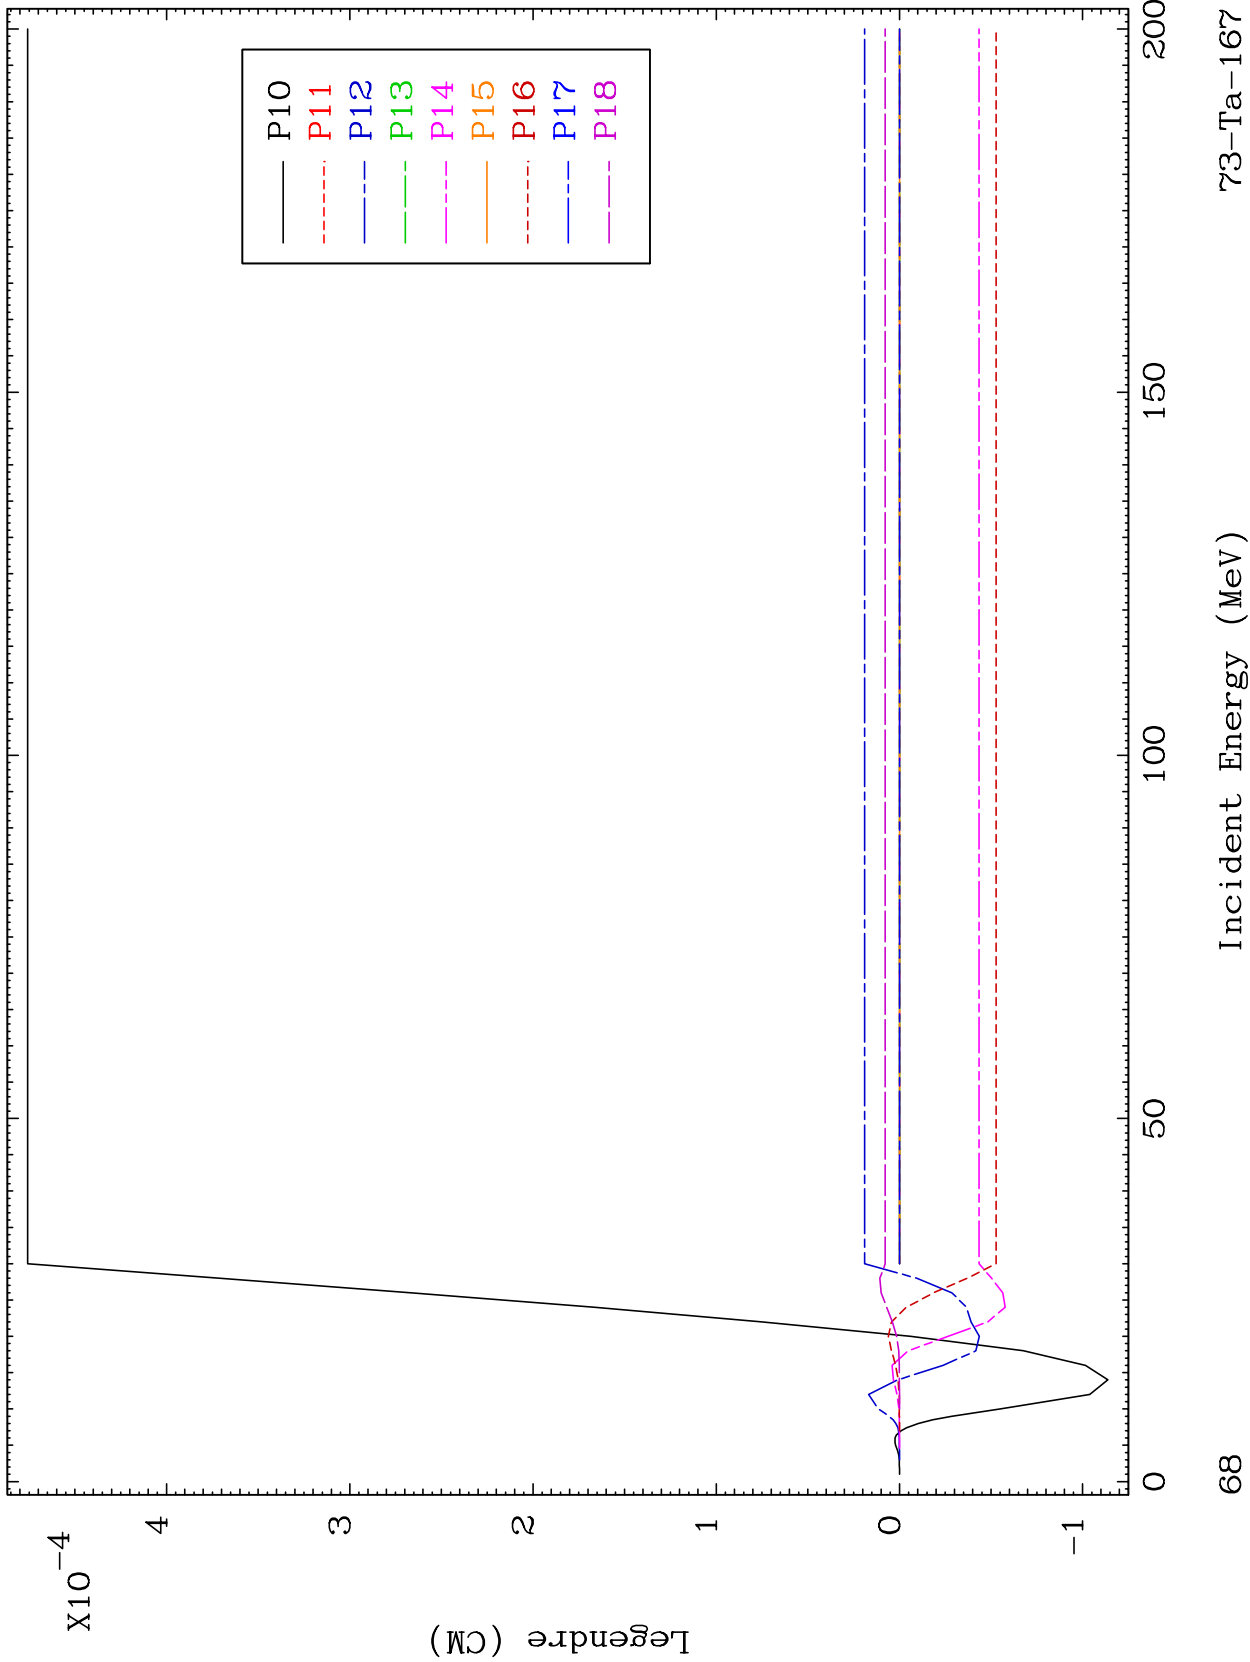 X10-4
4
3
2
1
0
-1
Legendre (CM)
P10
P11
P12
P13
P14
P15
P16
P17
P18
0
50
100
150
200
68
Incident Energy (MeV)
73-Ta-167